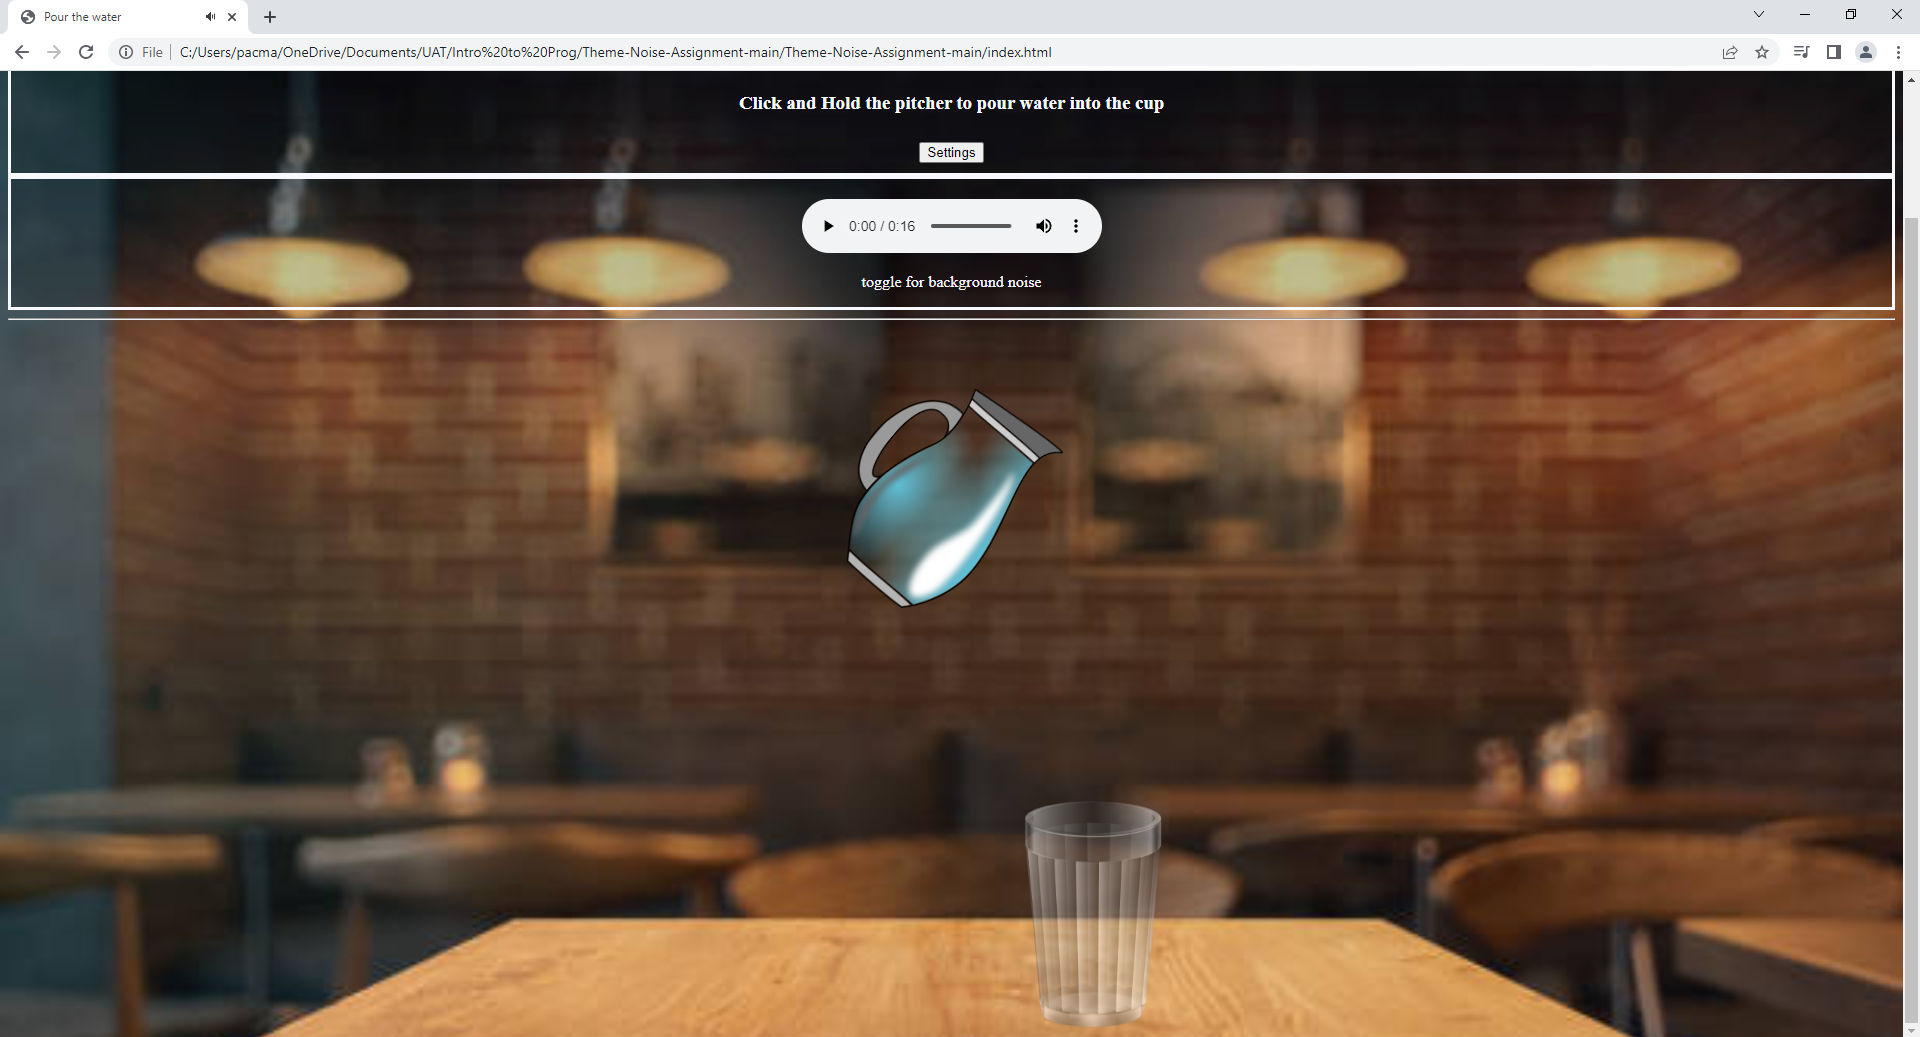 Pour the water
File
C:/Users/pacma/OneDrive/Documents/UAT/Intro%20to%20Prog/Theme-Noise-Assignment-main/Theme-Noise-Assignment-main/index.html
Click and Hold the pitcher to pour water into the cup
Settings
0:00 / 0:16
toggle for background noise